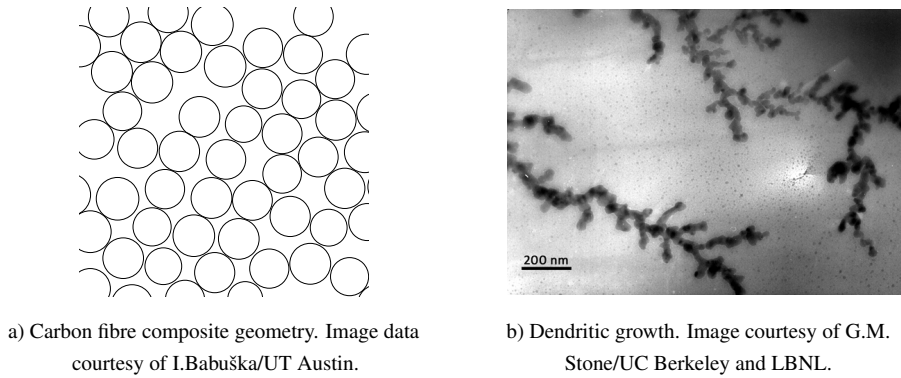 200 nm
a) Carbon fibre composite geometry. Image data
courtesy of I.Babuška/UT Austin.
b) Dendritic growth. Image courtesy of G.M.
Stone/UC Berkeley and LBNL.